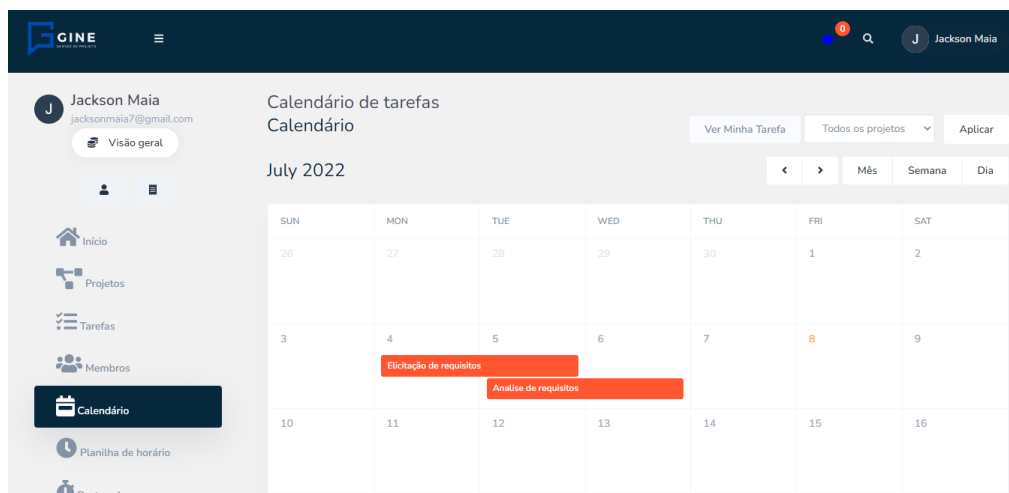 GINE
GESTÃO DE PROJETO
0
J
Jackson Maia
J
Jackson Maia
jacksonmaia7@gmail.com
Visão geral
Início
Projetos
Tarefas
Membros
Calendário
Planilha de horário
Calendário de tarefas
Calendário
Ver Minha Tarefa
Todos os projetos
Aplicar
July 2022
Mês
Semana
Dia
SUN MON TUE WED THU FRI SAT
26 27 28 29 30 1 2
3 4 5 6 7 8 9
Elicitação de requisitos
Analise de requisitos
10 11 12 13 14 15 16